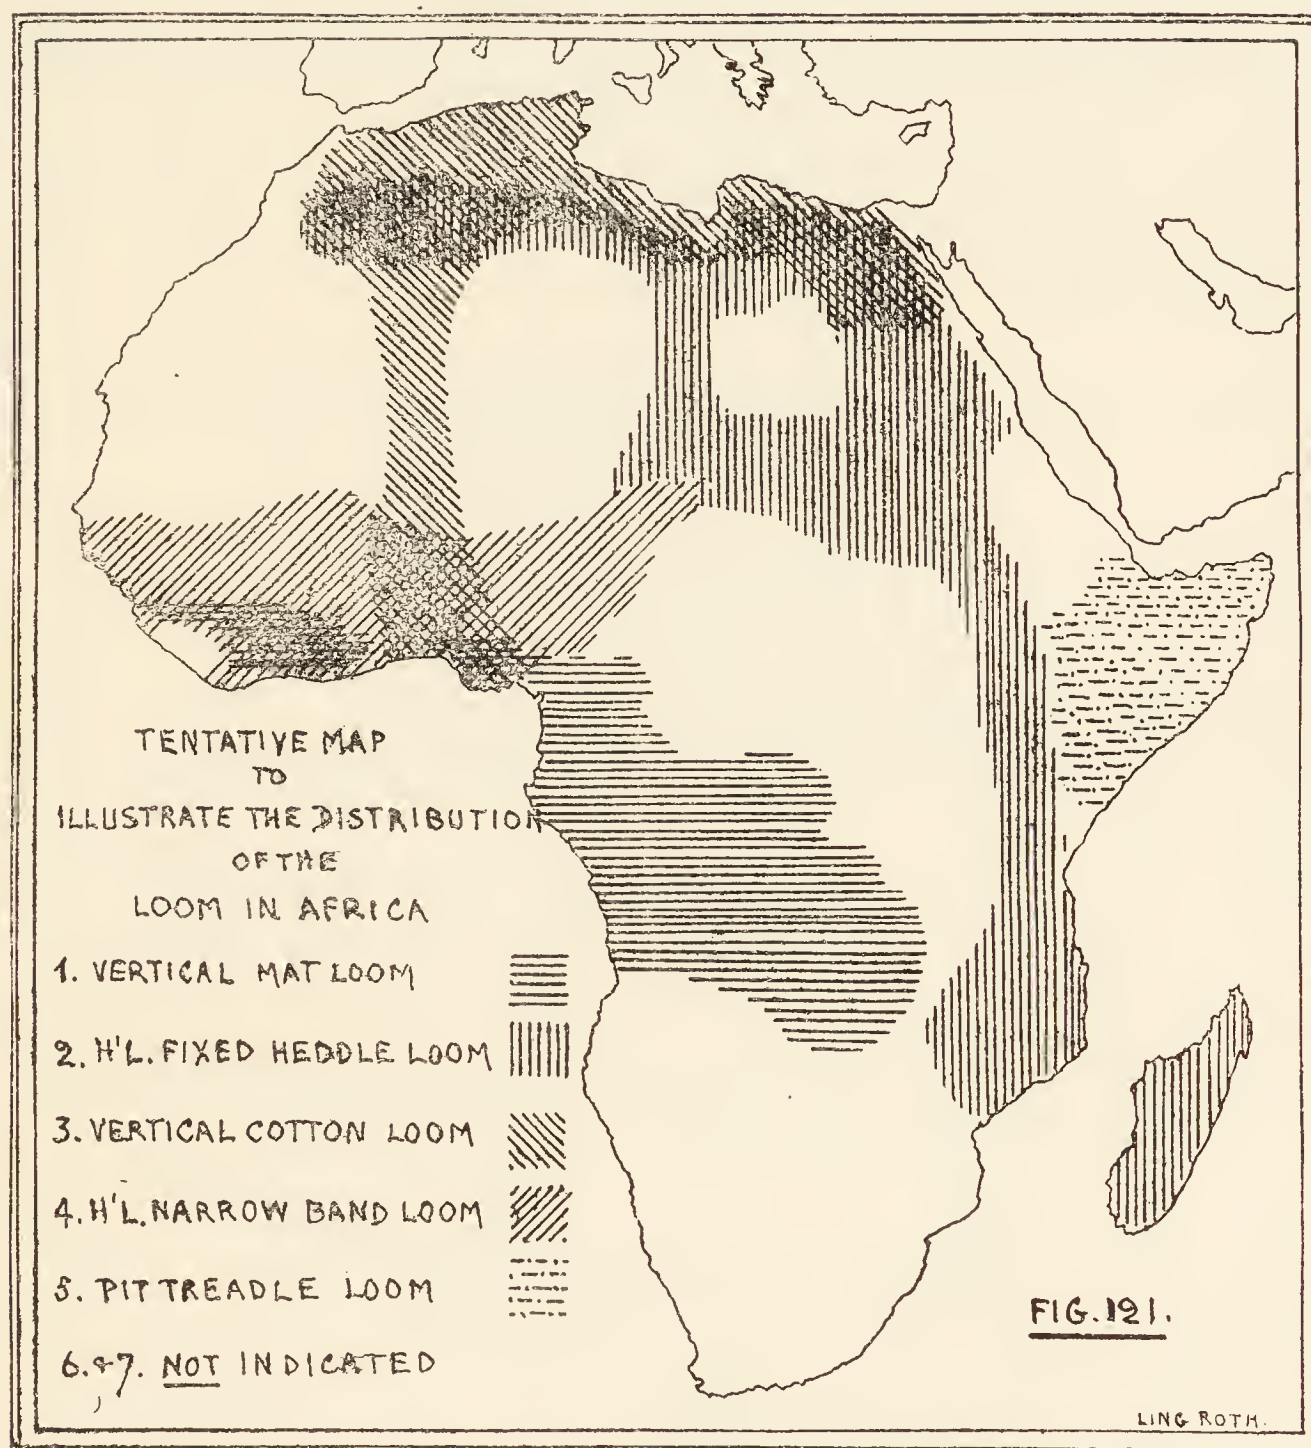 TENTATIVE MAP
TO
ILLUSTRATE THE DISTRIBUTION
OF THE
LOOM IN AFRICA
1. VERTICAL MAT LOOM
2. H'L. FIXED HEDDLE LOOM
3. VERTICAL COTTON LOOM
4. H'L. NARROW BAND LOOM
5. PIT TREADLE LOOM
6. & 7. NOT INDICATED
FIG. 121.
LING ROTH.